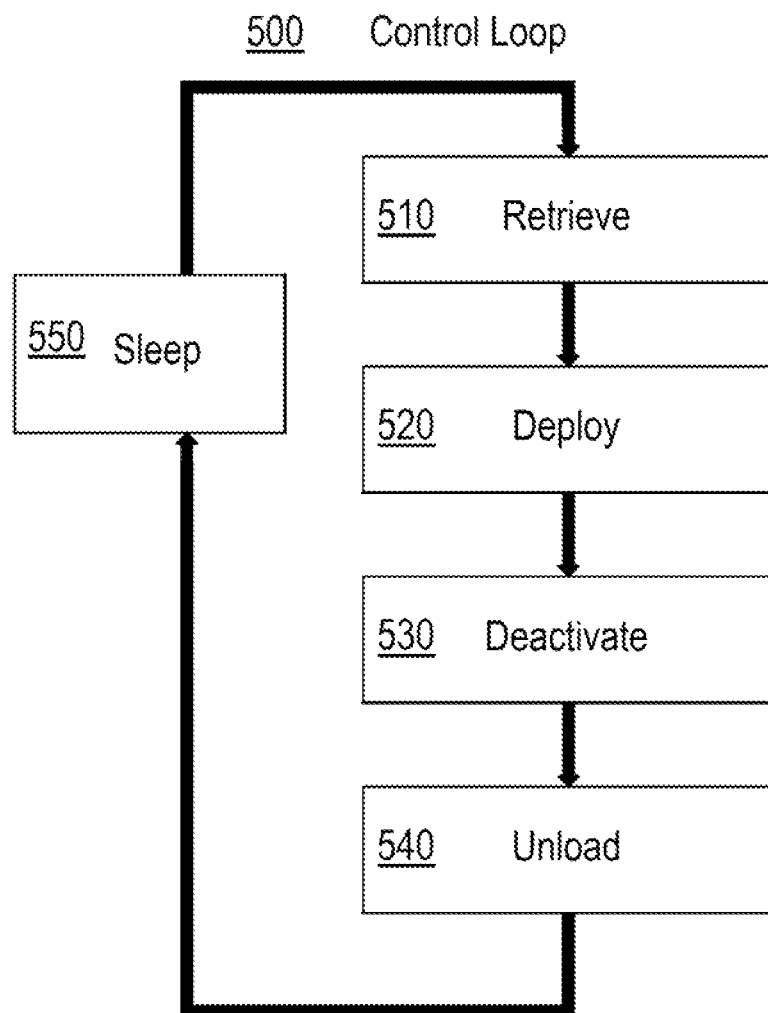 500 Control Loop
510 Retrieve
550 Sleep
520 Deploy
530 Deactivate
540 Unload